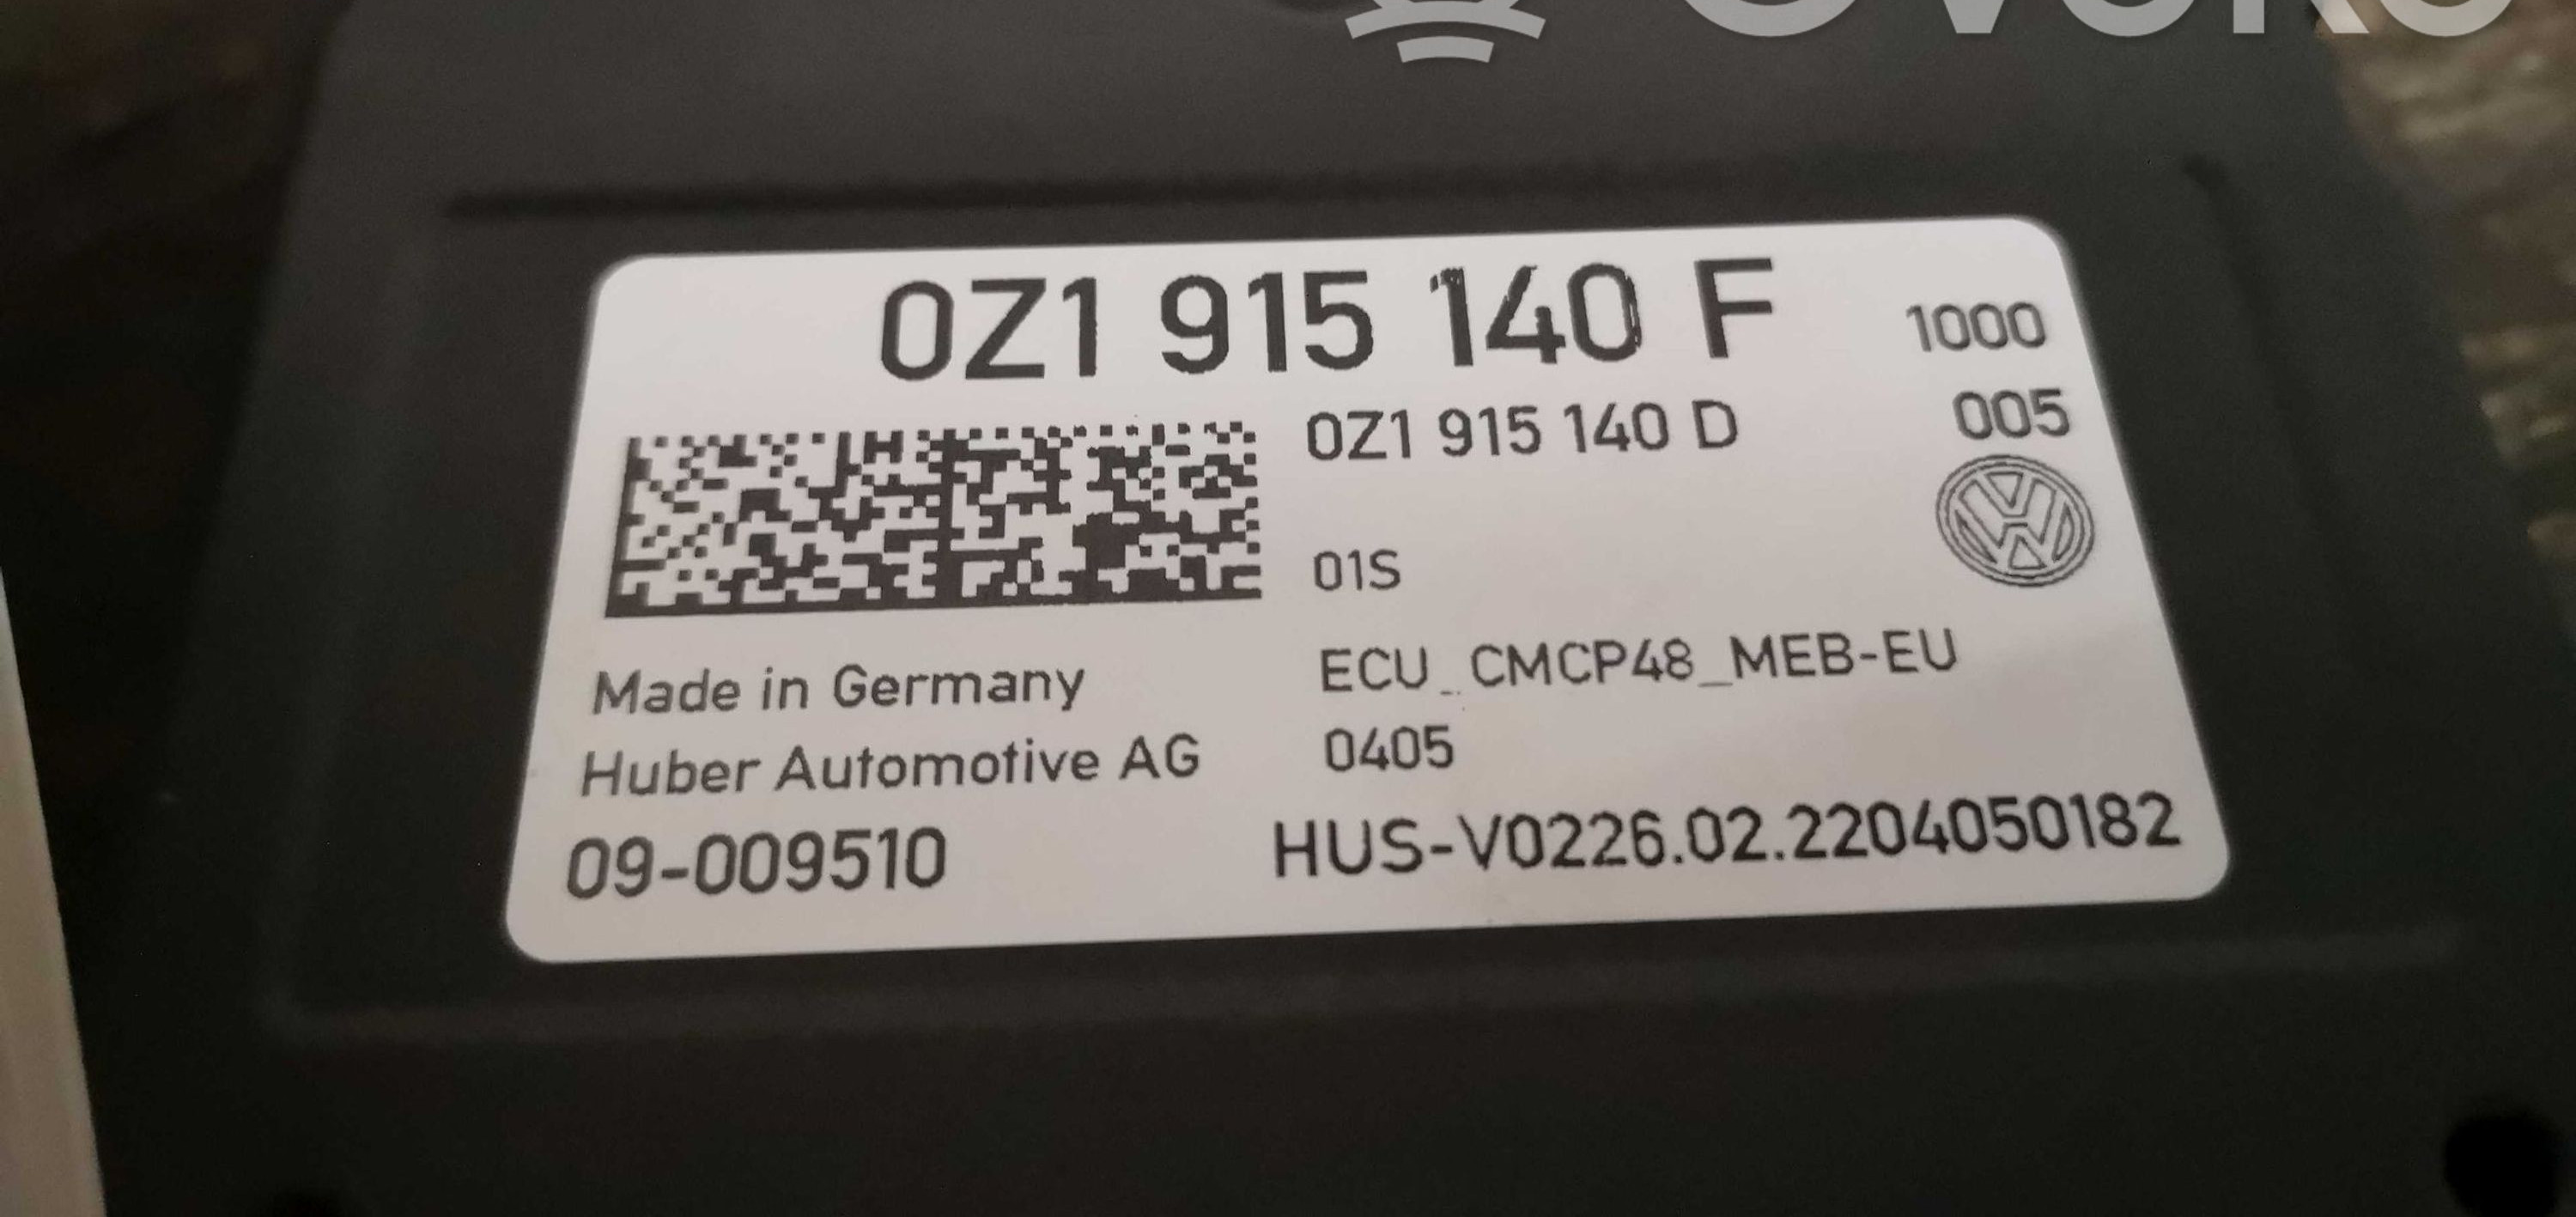 0Z1 915 140 F
1000
0Z1 915 140 D
005
01S
Made in Germany
ECU_CMCP48_MEB-EU
Huber Automotive AG
0405
09-009510
HUS-V0226.02.2204050182